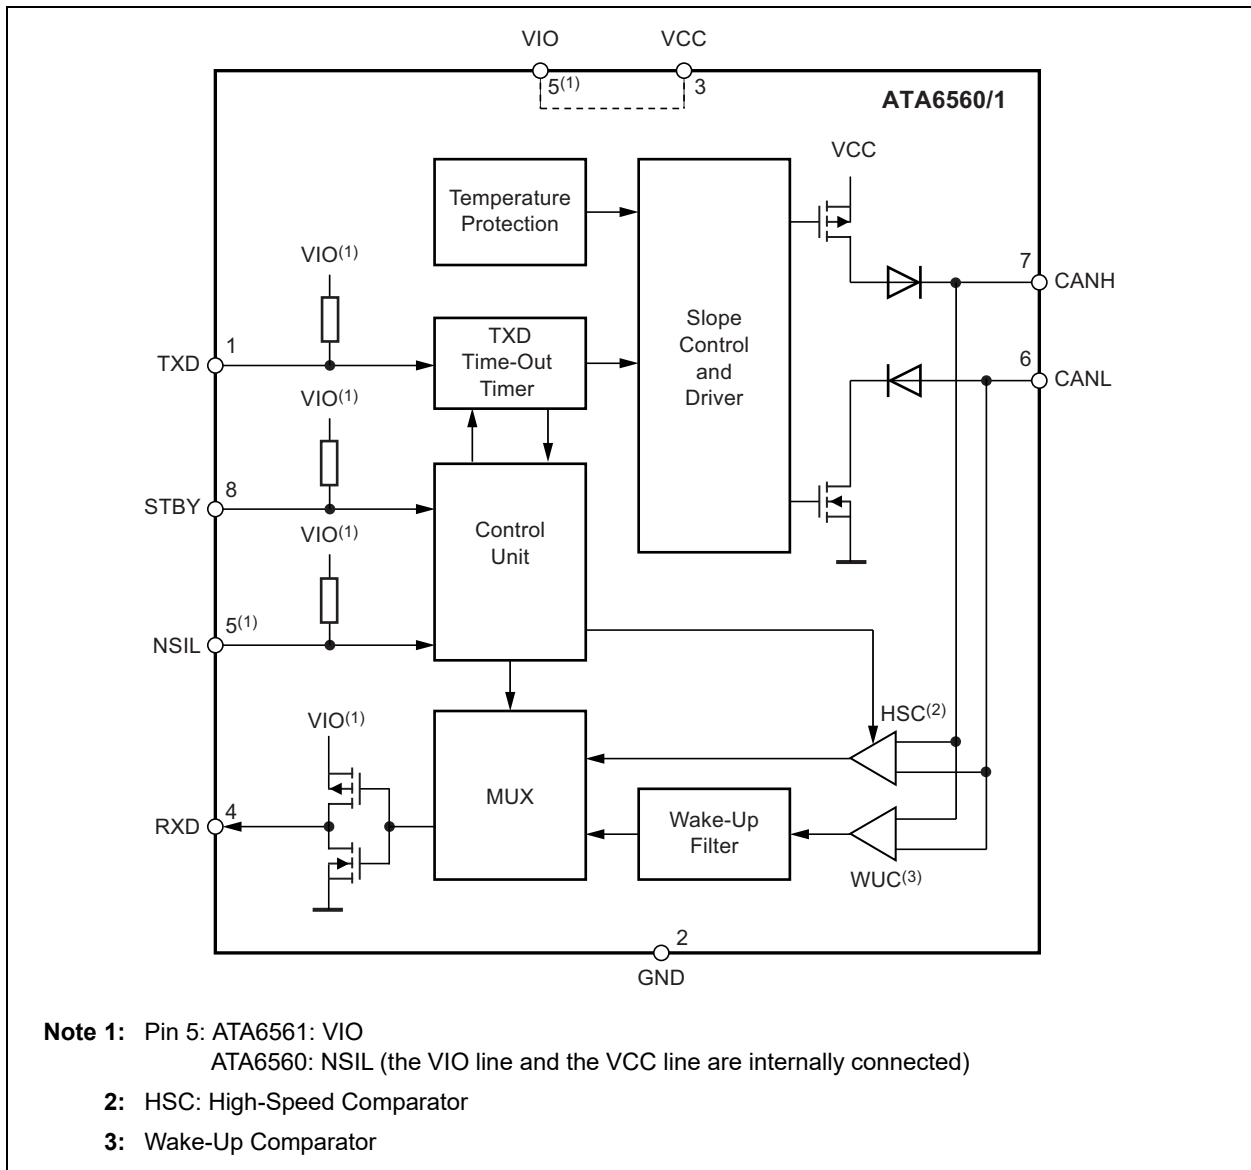 VIO VCC
5(1) 3
ATA6560/1
VCC
Temperature
Protection
VIO(1)
7
CANH
TXD
Time-Out
Timer
Slope
Control
and
Driver
1
TXD
6
CANL
VIO(1)
8
STBY
Control
Unit
VIO(1)
5(1)
NSIL
HSC(2)
VIO(1)
MUX
4
RXD
Wake-Up
Filter
WUC(3)
2
GND
Note 1: Pin 5: ATA6561: VIO
ATA6560: NSIL (the VIO line and the VCC line are internally connected)
2: HSC: High-Speed Comparator
3: Wake-Up Comparator